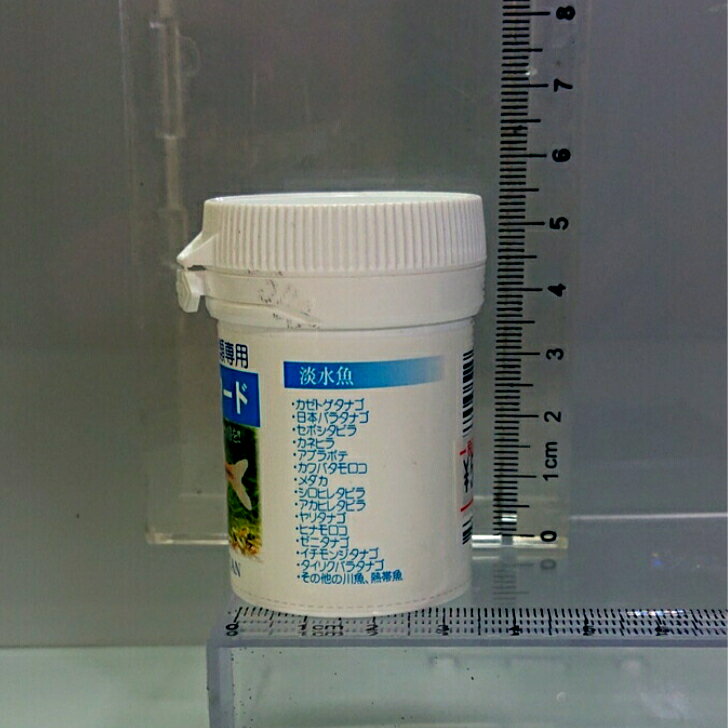 類専用
ード
淡水魚
・カゼトゲタナゴ
・日本バラタナゴ
・セボシタビラ
・カネヒラ
・アブラボテ
・カワバタモロコ
・メダカ
・シロヒレタビラ
・アカヒレタビラ
・ヤリタナゴ
・ヒナモロコ
・ゼニタナゴ
・イチモンジタナゴ
・タイリクバラタナゴ
・その他の川魚、熱帯魚
AN
8
7
6
5
4
3
2
1cm
0
0